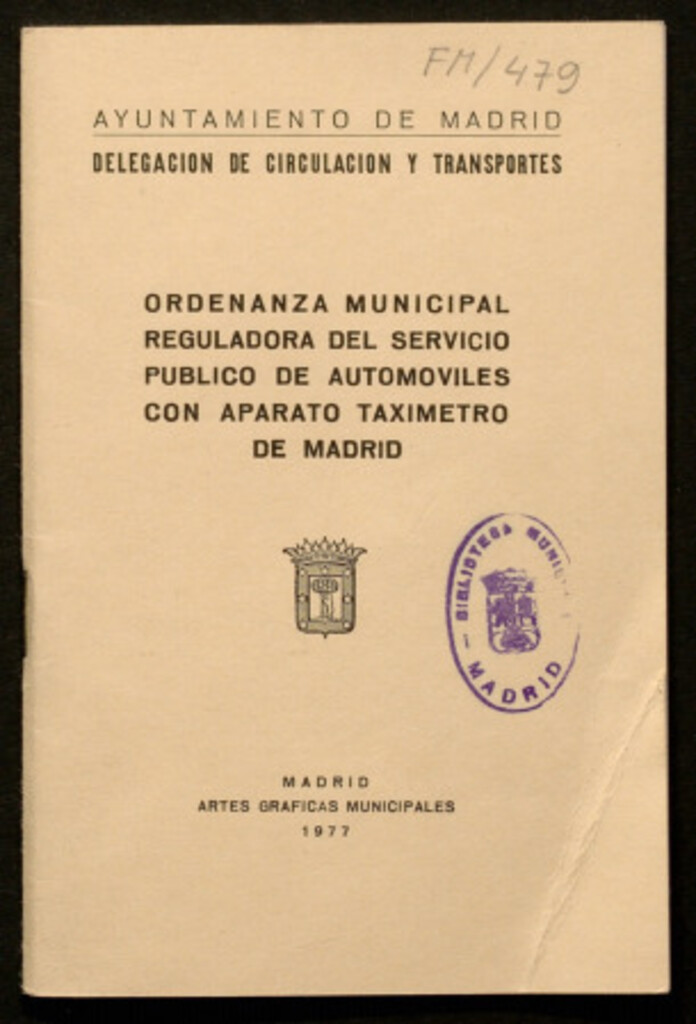 FM/479
AYUNTAMIENTO DE MADRID
DELEGACION DE CIRCULACION Y TRANSPORTES
ORDENANZA MUNICIPAL
REGULADORA DEL SERVICIO
PUBLICO DE AUTOMOVILES
CON APARATO TAXIMETRO
DE MADRID
BIBLIOTECA
MADRID
MADRID
ARTES GRAFICAS MUNICIPALES
1977